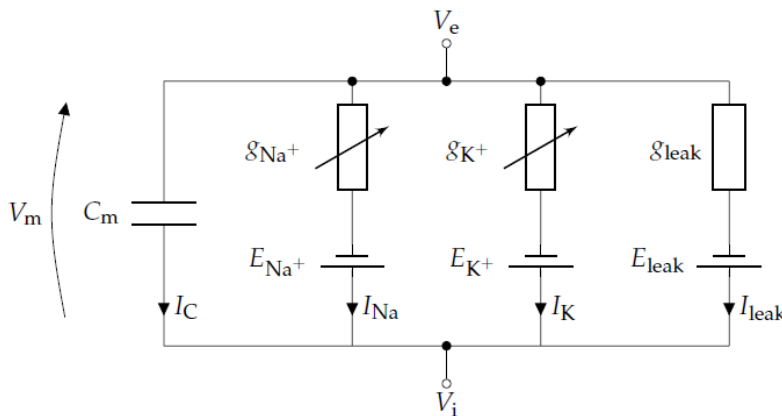 V_e
g_Na+ g_K+ g_leak
V_m C_m
E_Na+ E_K+ E_leak
I_C I_Na I_K I_leak
V_i